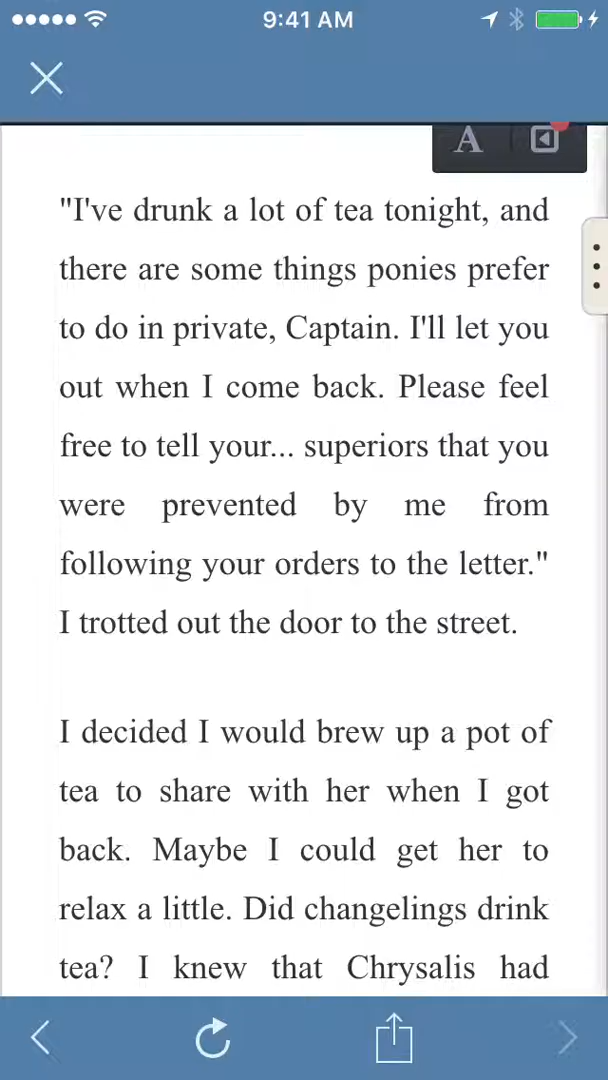 9:41 AM
A
"I've drunk a lot of tea tonight, and
there are some things ponies prefer
to do in private, Captain. I'll let you
out when I come back. Please feel
free to tell your... superiors that you
were prevented by me from
following your orders to the letter."
I trotted out the door to the street.
I decided I would brew up a pot of
tea to share with her when I got
back. Maybe I could get her to
relax a little. Did changelings drink
tea? I knew that Chrysalis had